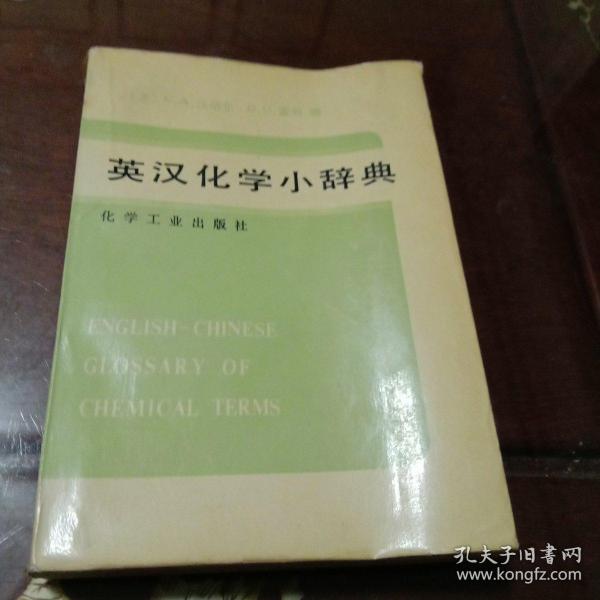 英汉化学小辞典
化学工业出版社
ENGLISH-CHINESE
GLOSSARY OF
CHEMICAL TERMS
孔夫子旧書网
www.kongfz.com